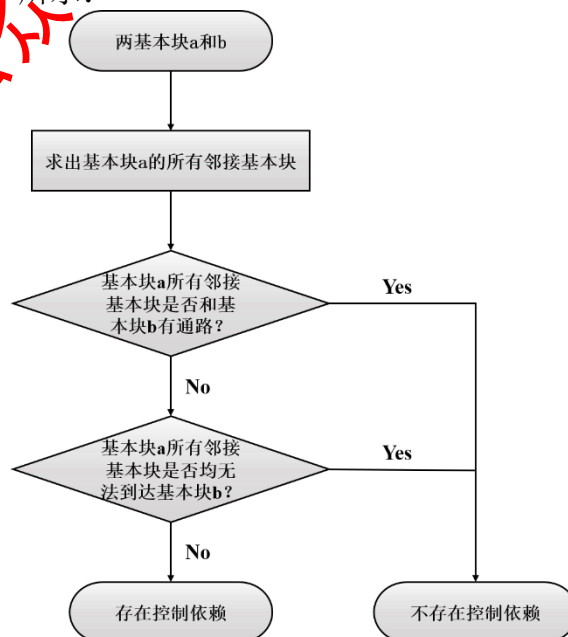 两基本块a和b
求出基本块a的所有邻接基本块
基本块a所有邻接
基本块是否和基
本块b有通路？
Yes
No
基本块a所有邻接
基本块是否均无
法到达基本块b？
Yes
No
存在控制依赖
不存在控制依赖